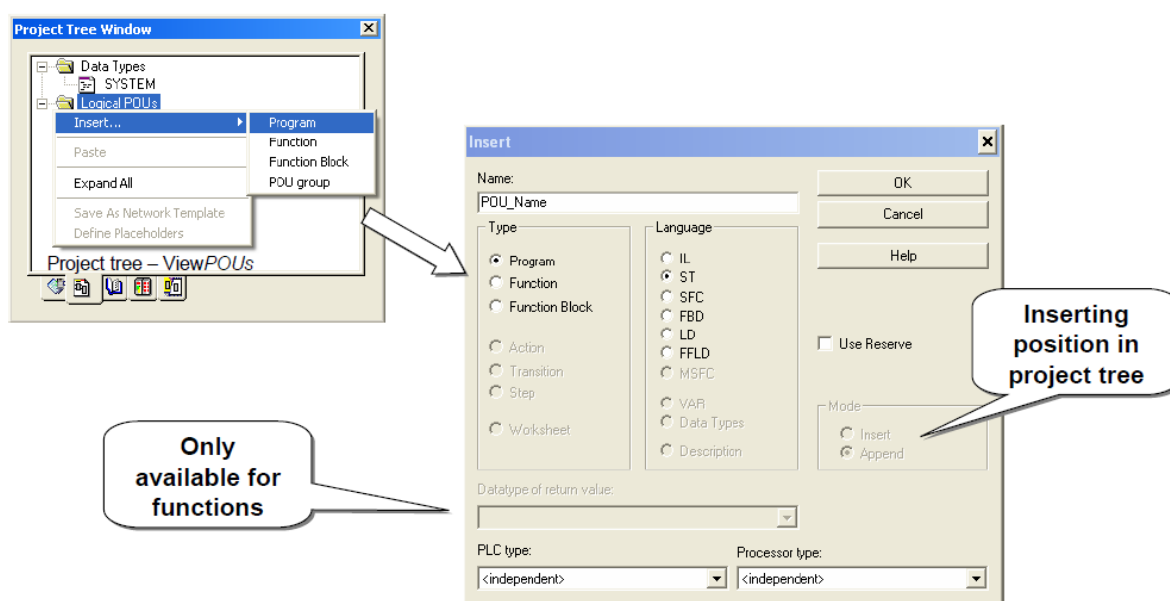 Project Tree Window
Data Types
SYSTEM
Logical POUs
Insert...
Program
Function
Function Block
POU group
Paste
Expand All
Save As Network Template
Define Placeholders
Project tree – ViewPOUs
Insert
Name:
POU_Name
OK
Cancel
Help
Type
Program
Function
Function Block
Action
Transition
Step
Worksheet
Language
IL
ST
SFC
FBD
LD
FFLD
MSFC
VAR
Data Types
Description
Use Reserve
Mode
Insert
Append
Datatype of return value:
PLC type:
<independent>
Processor type:
<independent>
Inserting
position in
project tree
Only
available for
functions